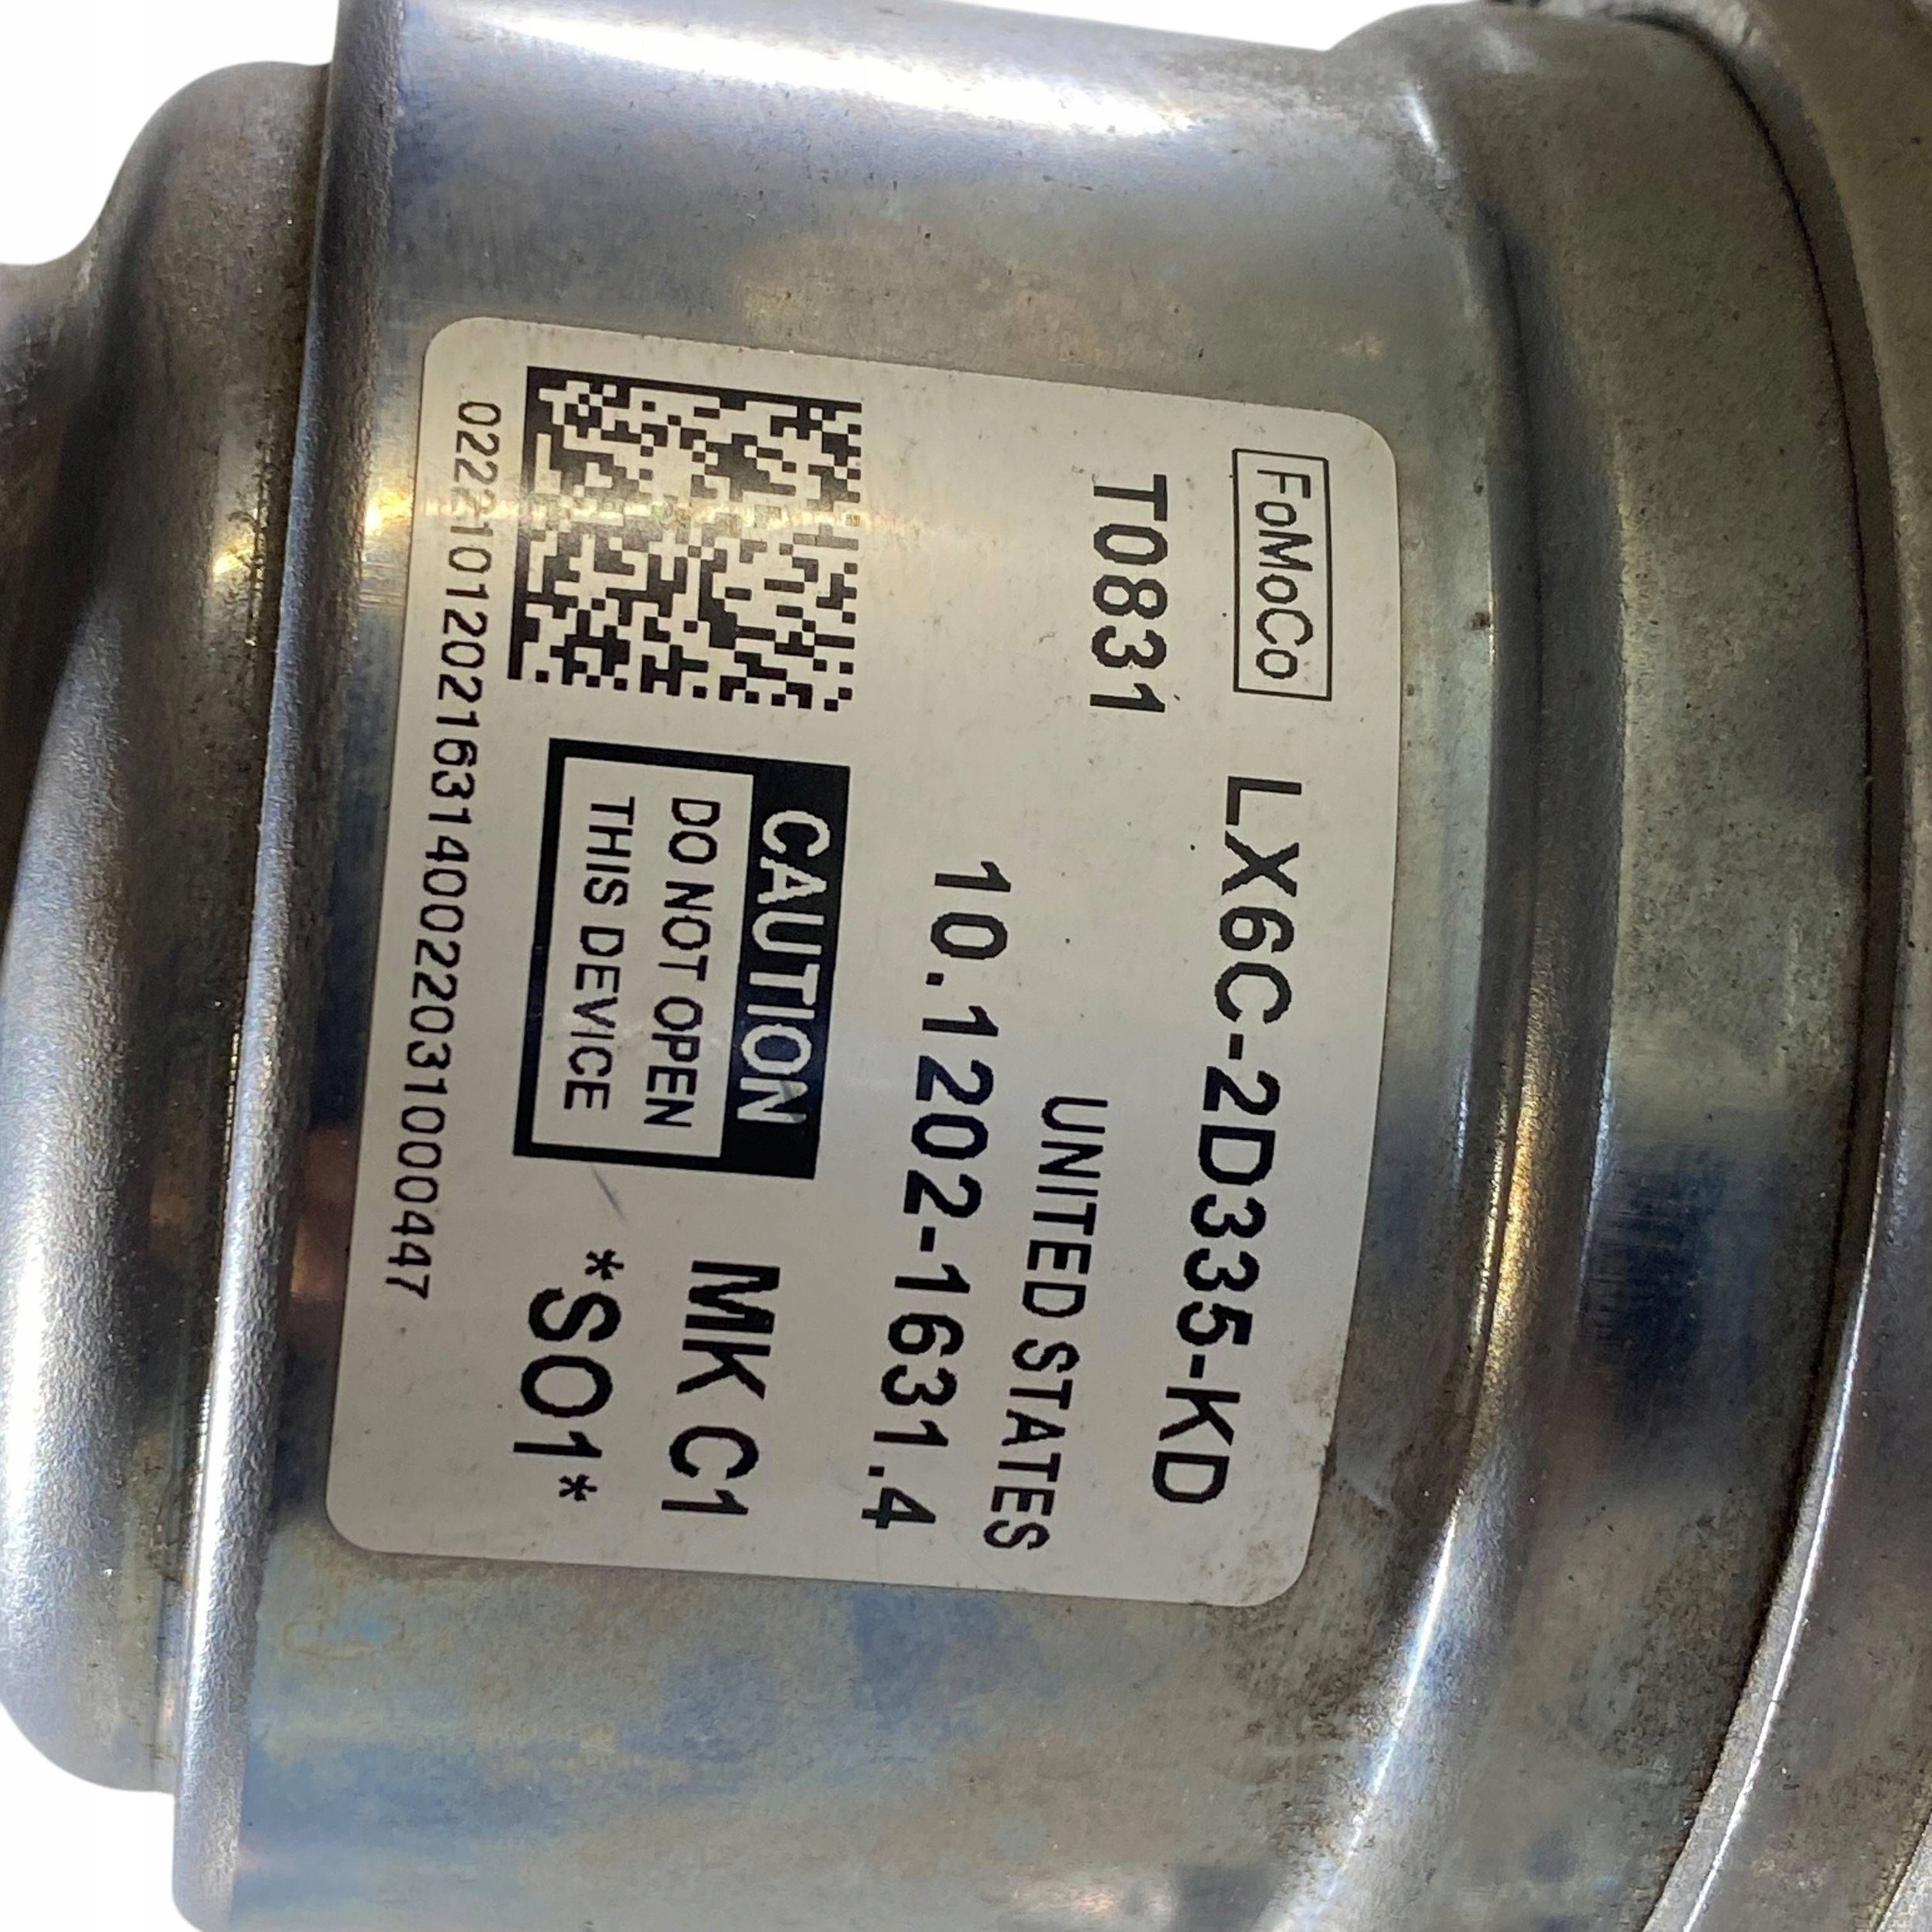 FoMoCo LX6C-2D335-KD
T0831 UNITED STATES
10.1202-1631.4
CAUTION
DO NOT OPEN
THIS DEVICE
MK C1
*S01*
0222101202163140022031000447